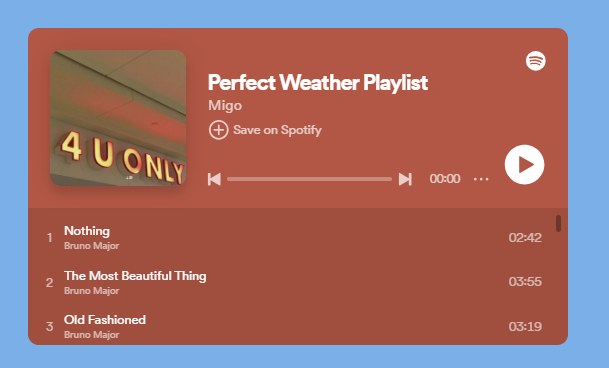 4 U ONLY
Perfect Weather Playlist
Migo
Save on Spotify
00:00
1 Nothing 02:42
Bruno Major
2 The Most Beautiful Thing 03:55
Bruno Major
3 Old Fashioned 03:19
Bruno Major